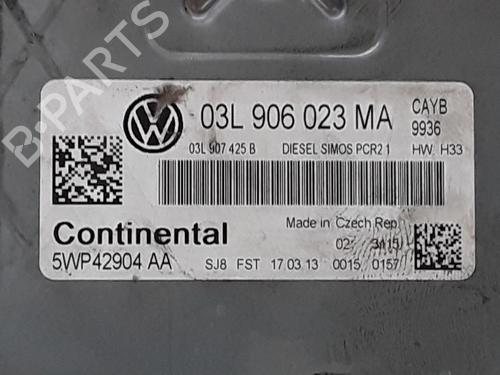 B-PARTS
03L 906 023 MA
CAYB
9936
03L 907 425 B DIESEL SIMOS PCR2 1 HW. H33
Continental
Made in Czech Rep.
5WP42904 AA
SJ8 FST 17.03.13 0015 0157